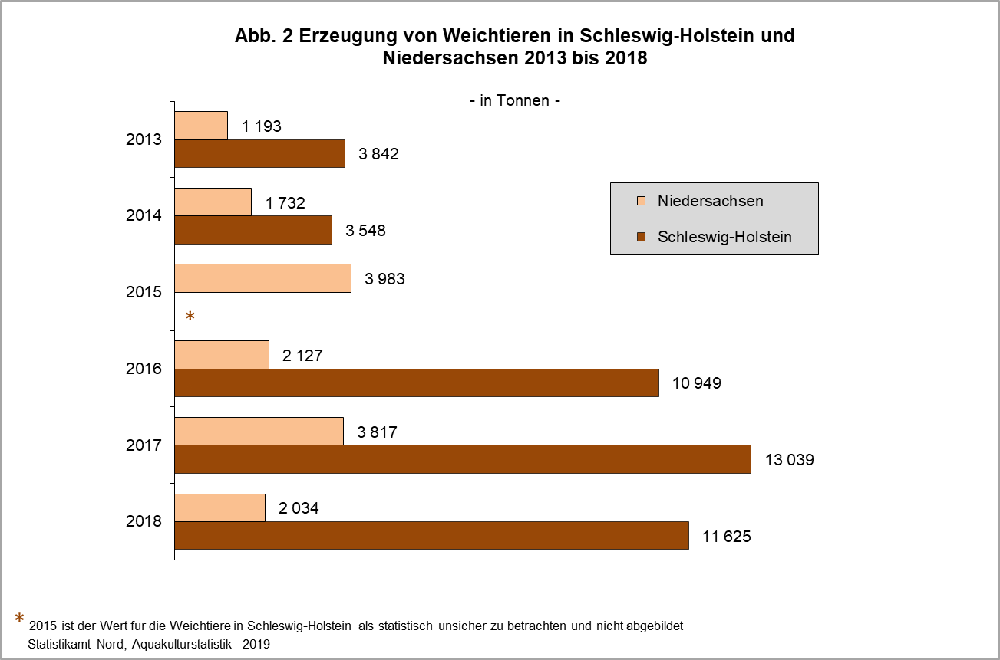 Abb. 2 Erzeugung von Weichtieren in Schleswig-Holstein und
Niedersachsen 2013 bis 2018
- in Tonnen -
2013
1 193
3 842
2014
1 732
3 548
2015
3 983
*
2016
2 127
10 949
2017
3 817
13 039
2018
2 034
11 625
Niedersachsen
Schleswig-Holstein
* 2015 ist der Wert für die Weichtiere in Schleswig-Holstein als statistisch unsicher zu betrachten und nicht abgebildet
Statistikamt Nord, Aquakulturstatistik 2019